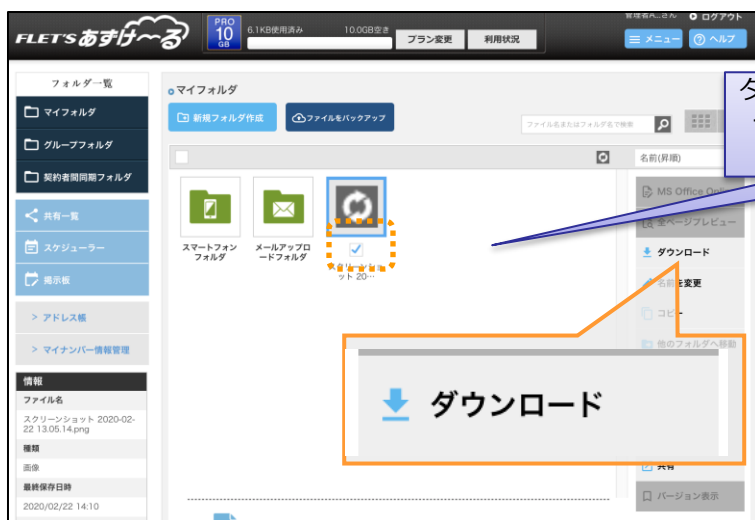 FLET'S あずけ～る
PRO
10
GB
6.1KB使用済み
10.0GB空き
プラン変更
利用状況
ログアウト
メニュー
ヘルプ
フォルダ一覧
マイフォルダ
グループフォルダ
契約者間同期フォルダ
共有一覧
スケジューラー
掲示板
> アドレス帳
> マイナンバー情報管理
情報
ファイル名
スクリーンショット 2020-02-
22 13.05.14.png
種類
画像
最終保存日時
2020/02/22 14:10
マイフォルダ
新規フォルダ作成
ファイルをバックアップ
ファイル名またはフォルダ名で検索
名前(昇順)
スマートフォン
フォルダ
メールアップロ
ードフォルダ
スクリーンショ
ット 20…
MS Office Online
全ページプレビュー
ダウンロード
名前を変更
コピー
他のフォルダへ移動
ダウンロード
共有
バージョン表示